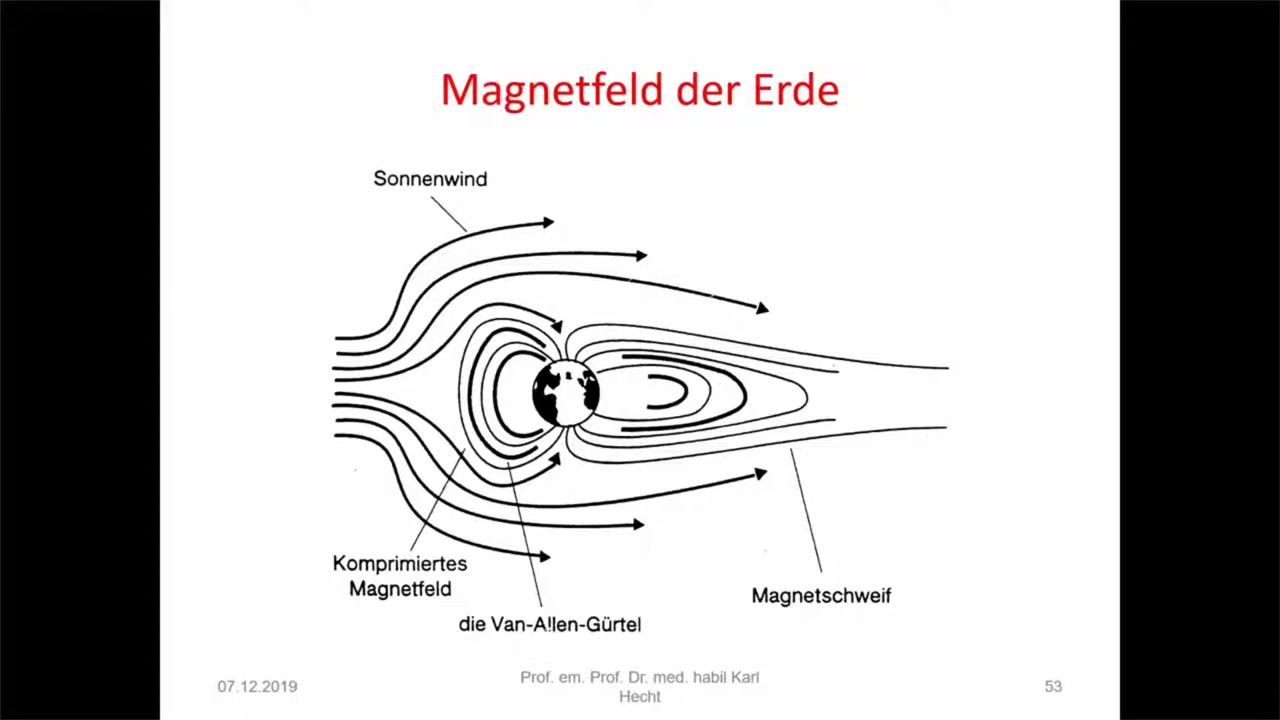 Magnetfeld der Erde
Sonnenwind
Komprimiertes
Magnetfeld
die Van-Allen-Gürtel
Magnetschweif
07.12.2019
Prof. em. Prof. Dr. med. habil Karl
Hecht
53